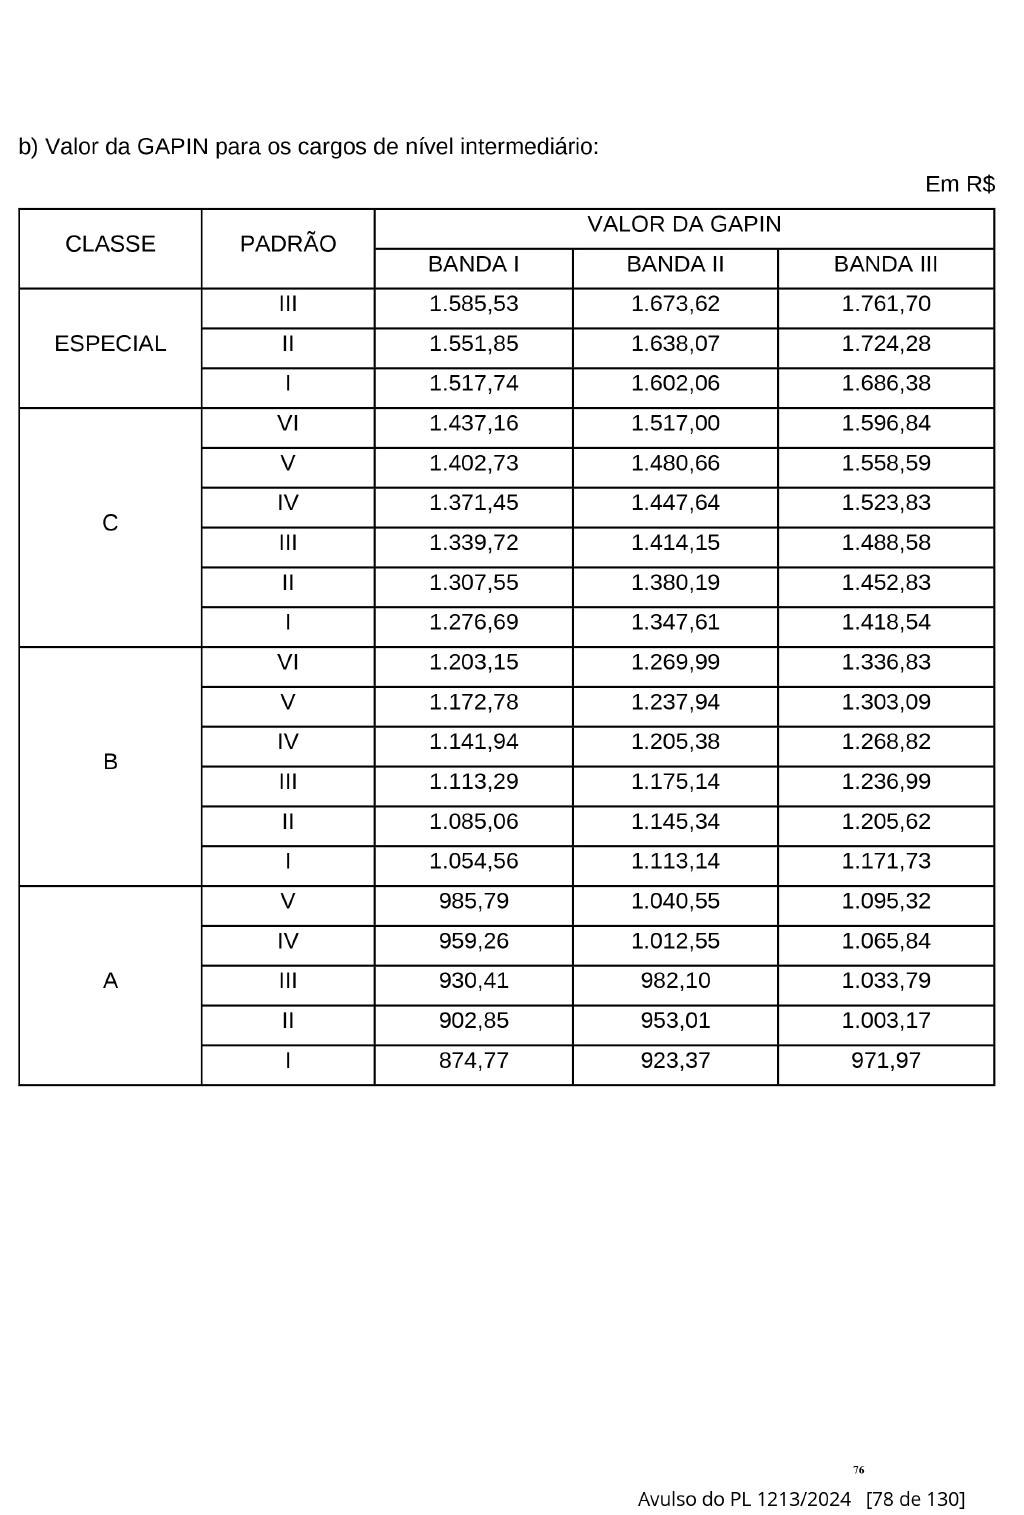 b) Valor da GAPIN para os cargos de nível intermediário:
Em R$
CLASSE PADRÃO VALOR DA GAPIN
BANDA I BANDA II BANDA III
ESPECIAL III 1.585,53 1.673,62 1.761,70
II 1.551,85 1.638,07 1.724,28
I 1.517,74 1.602,06 1.686,38
C VI 1.437,16 1.517,00 1.596,84
V 1.402,73 1.480,66 1.558,59
IV 1.371,45 1.447,64 1.523,83
III 1.339,72 1.414,15 1.488,58
II 1.307,55 1.380,19 1.452,83
I 1.276,69 1.347,61 1.418,54
B VI 1.203,15 1.269,99 1.336,83
V 1.172,78 1.237,94 1.303,09
IV 1.141,94 1.205,38 1.268,82
III 1.113,29 1.175,14 1.236,99
II 1.085,06 1.145,34 1.205,62
I 1.054,56 1.113,14 1.171,73
A V 985,79 1.040,55 1.095,32
IV 959,26 1.012,55 1.065,84
III 930,41 982,10 1.033,79
II 902,85 953,01 1.003,17
I 874,77 923,37 971,97
76
Avulso do PL 1213/2024 [78 de 130]